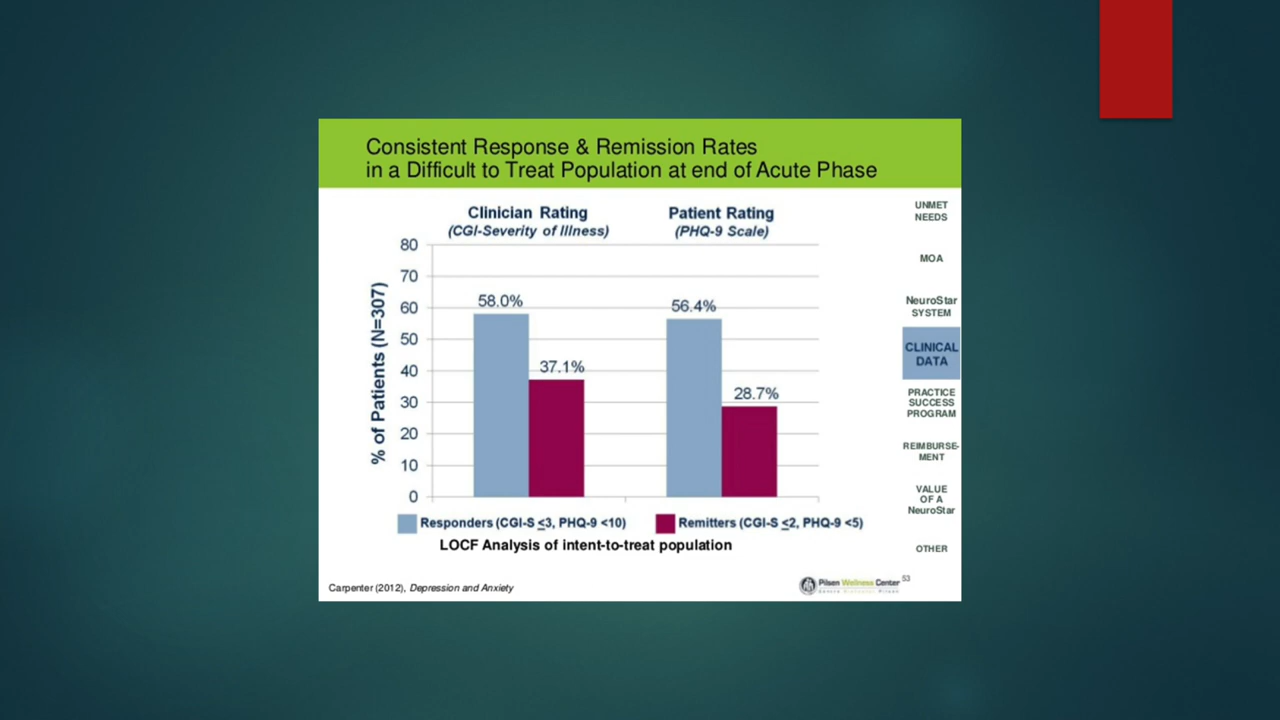 Consistent Response & Remission Rates
in a Difficult to Treat Population at end of Acute Phase
Clinician Rating
(CGI-Severity of Illness)
Patient Rating
(PHQ-9 Scale)
% of Patients (N=307)
80
70
60
50
40
30
20
10
0
58.0%
37.1%
56.4%
28.7%
Responders (CGI-S ≤3, PHQ-9 <10)
Remitters (CGI-S ≤2, PHQ-9 <5)
LOCF Analysis of intent-to-treat population
Carpenter (2012), Depression and Anxiety
Pilsen Wellness Center
53
UNMET
NEEDS
MOA
NeuroStar
SYSTEM
CLINICAL
DATA
PRACTICE
SUCCESS
PROGRAM
REIMBURSE-
MENT
VALUE
OF A
NeuroStar
OTHER